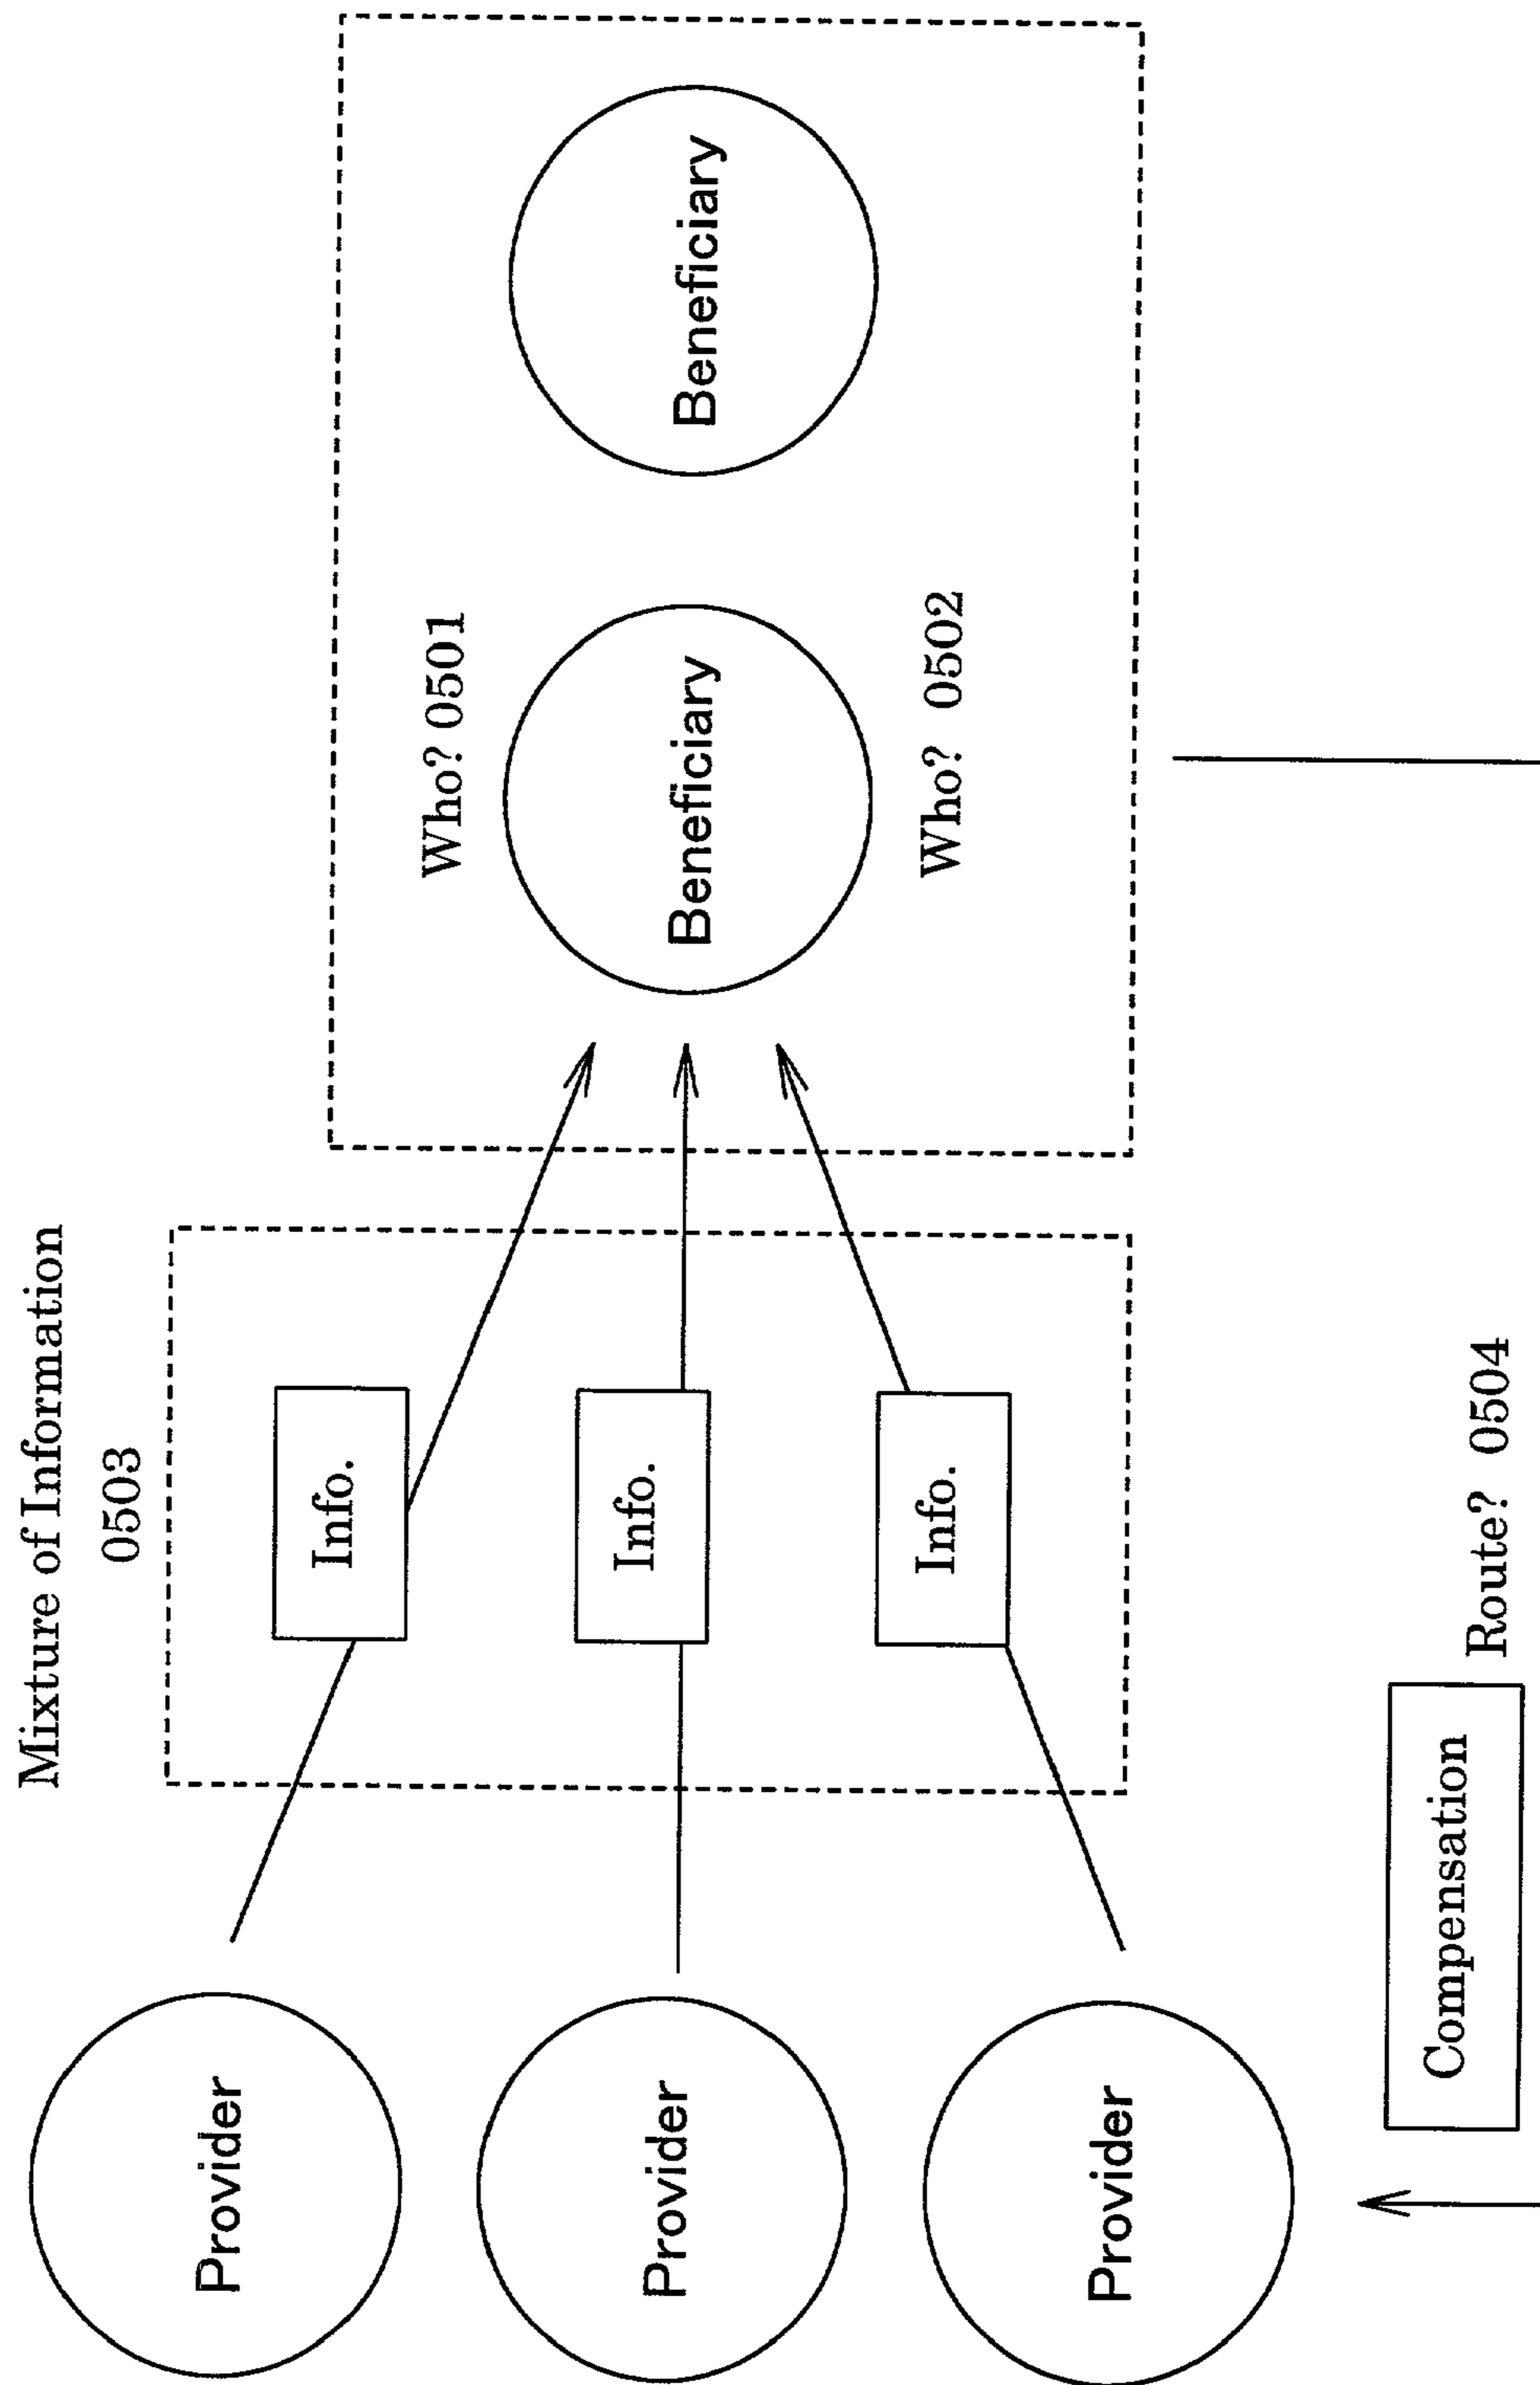 Mixture of Information
0503
Provider
Info.
Who? 0501
Provider
Info.
Beneficiary
Beneficiary
Who? 0502
Provider
Info.
Compensation
Route? 0504